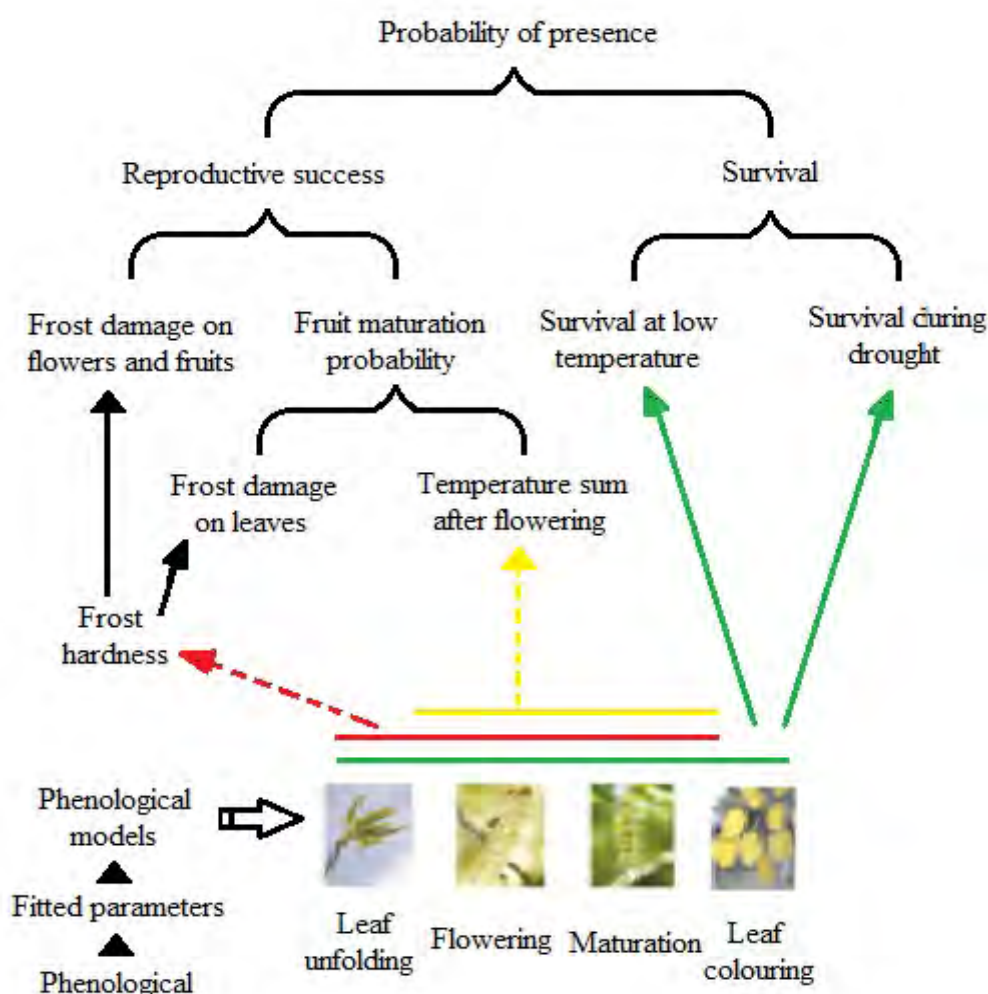 Probability of presence
Reproductive success
Survival
Frost damage on
flowers and fruits
Fruit maturation
probability
Survival at low
temperature
Survival during
drought
Frost damage
on leaves
Temperature sum
after flowering
Frost
hardness
Phenological
models
Fitted parameters
Phenological
Leaf
unfolding
Flowering
Maturation
Leaf
colouring